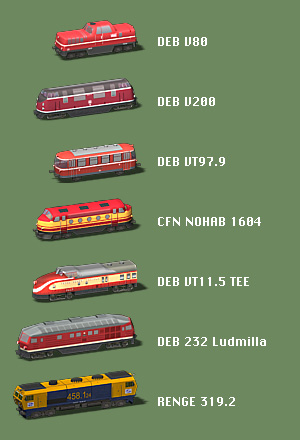 DEB V80
DEB V200
DEB VT97.9
CFN NOHAB 1604
DEB VT11.5 TEE
DEB 232 Ludmilla
458.124
RENGE 319.2